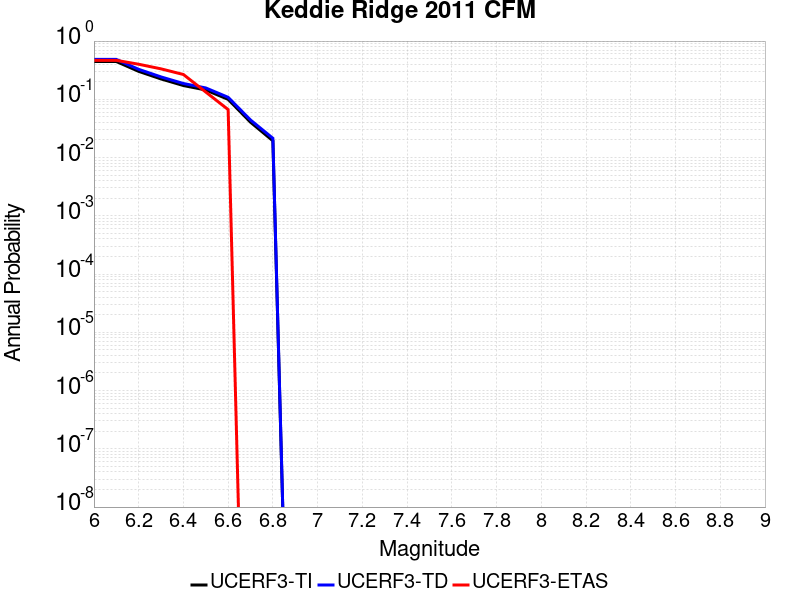 Keddie Ridge 2011 CFM
10^0
10^-1
10^-2
10^-3
10^-4
10^-5
10^-6
10^-7
10^-8
Annual Probability
6 6.2 6.4 6.6 6.8 7 7.2 7.4 7.6 7.8 8 8.2 8.4 8.6 8.8 9
Magnitude
UCERF3-TI UCERF3-TD UCERF3-ETAS